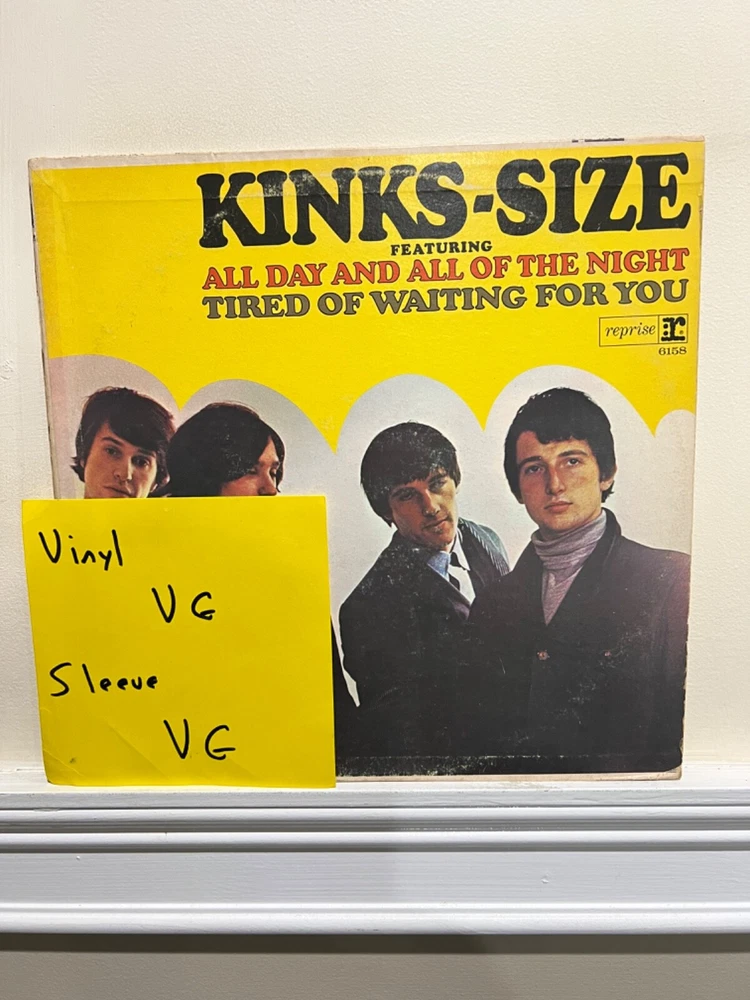 KINKS-SIZE
FEATURING
ALL DAY AND ALL OF THE NIGHT
TIRED OF WAITING FOR YOU
reprise r:
6158
Vinyl
VG
Sleeve
VG